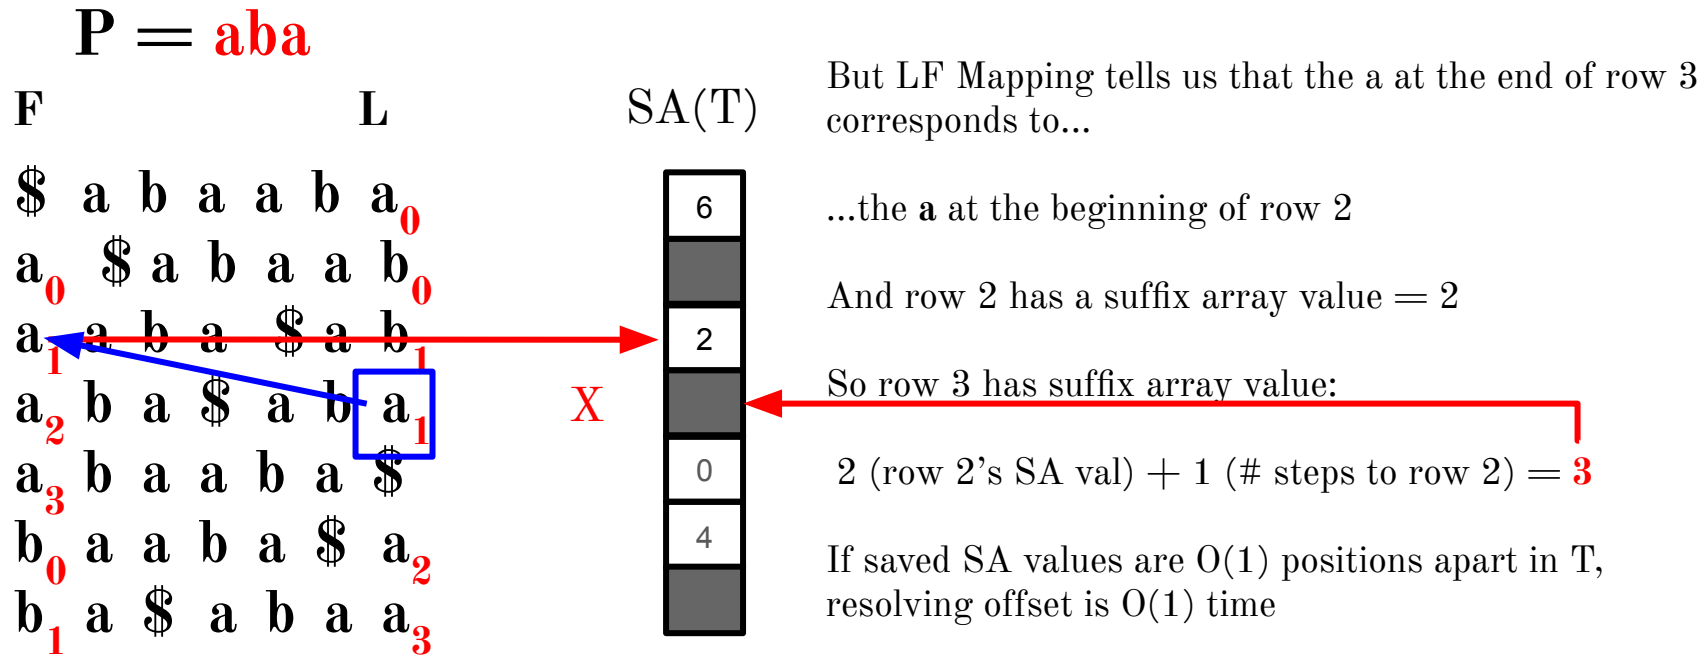 P = aba
F L SA(T)
$ a b a a b a0
a0 $ a b a a b0
a1 a b a $ a b1
a2 b a $ a b a1
a3 b a a b a $
b0 a a b a $ a2
b1 a $ a b a a3
X
6
2
0
4
But LF Mapping tells us that the a at the end of row 3
corresponds to...
...the a at the beginning of row 2
And row 2 has a suffix array value = 2
So row 3 has suffix array value:
2 (row 2's SA val) + 1 (# steps to row 2) = 3
If saved SA values are O(1) positions apart in T,
resolving offset is O(1) time